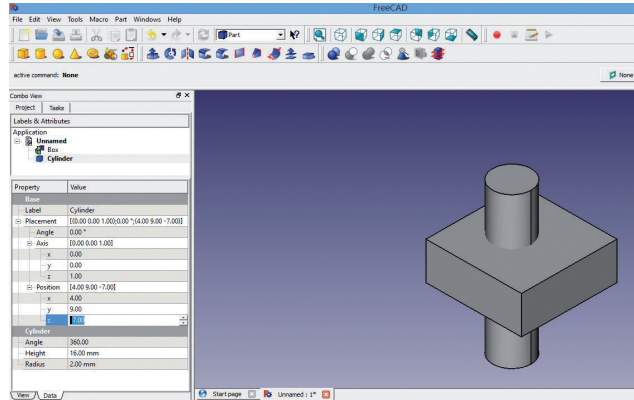 FreeCAD
File Edit View Tools Macro Part Windows Help
Part
active command: None
None
Combo View
Project Tasks
Labels & Attributes
Application
Unnamed
Box
Cylinder
Property Value
Base
Label Cylinder
Placement [(0.00 0.00 1.00);0.00 °;(4.00 9.00 -7.00)]
Angle 0.00 °
Axis [0.00 0.00 1.00]
x 0.00
y 0.00
z 1.00
Position [4.00 9.00 -7.00]
x 4.00
y 9.00
z -7.00
Cylinder
Angle 360.00
Height 16.00 mm
Radius 2.00 mm
View Data
Start page Unnamed : 1*